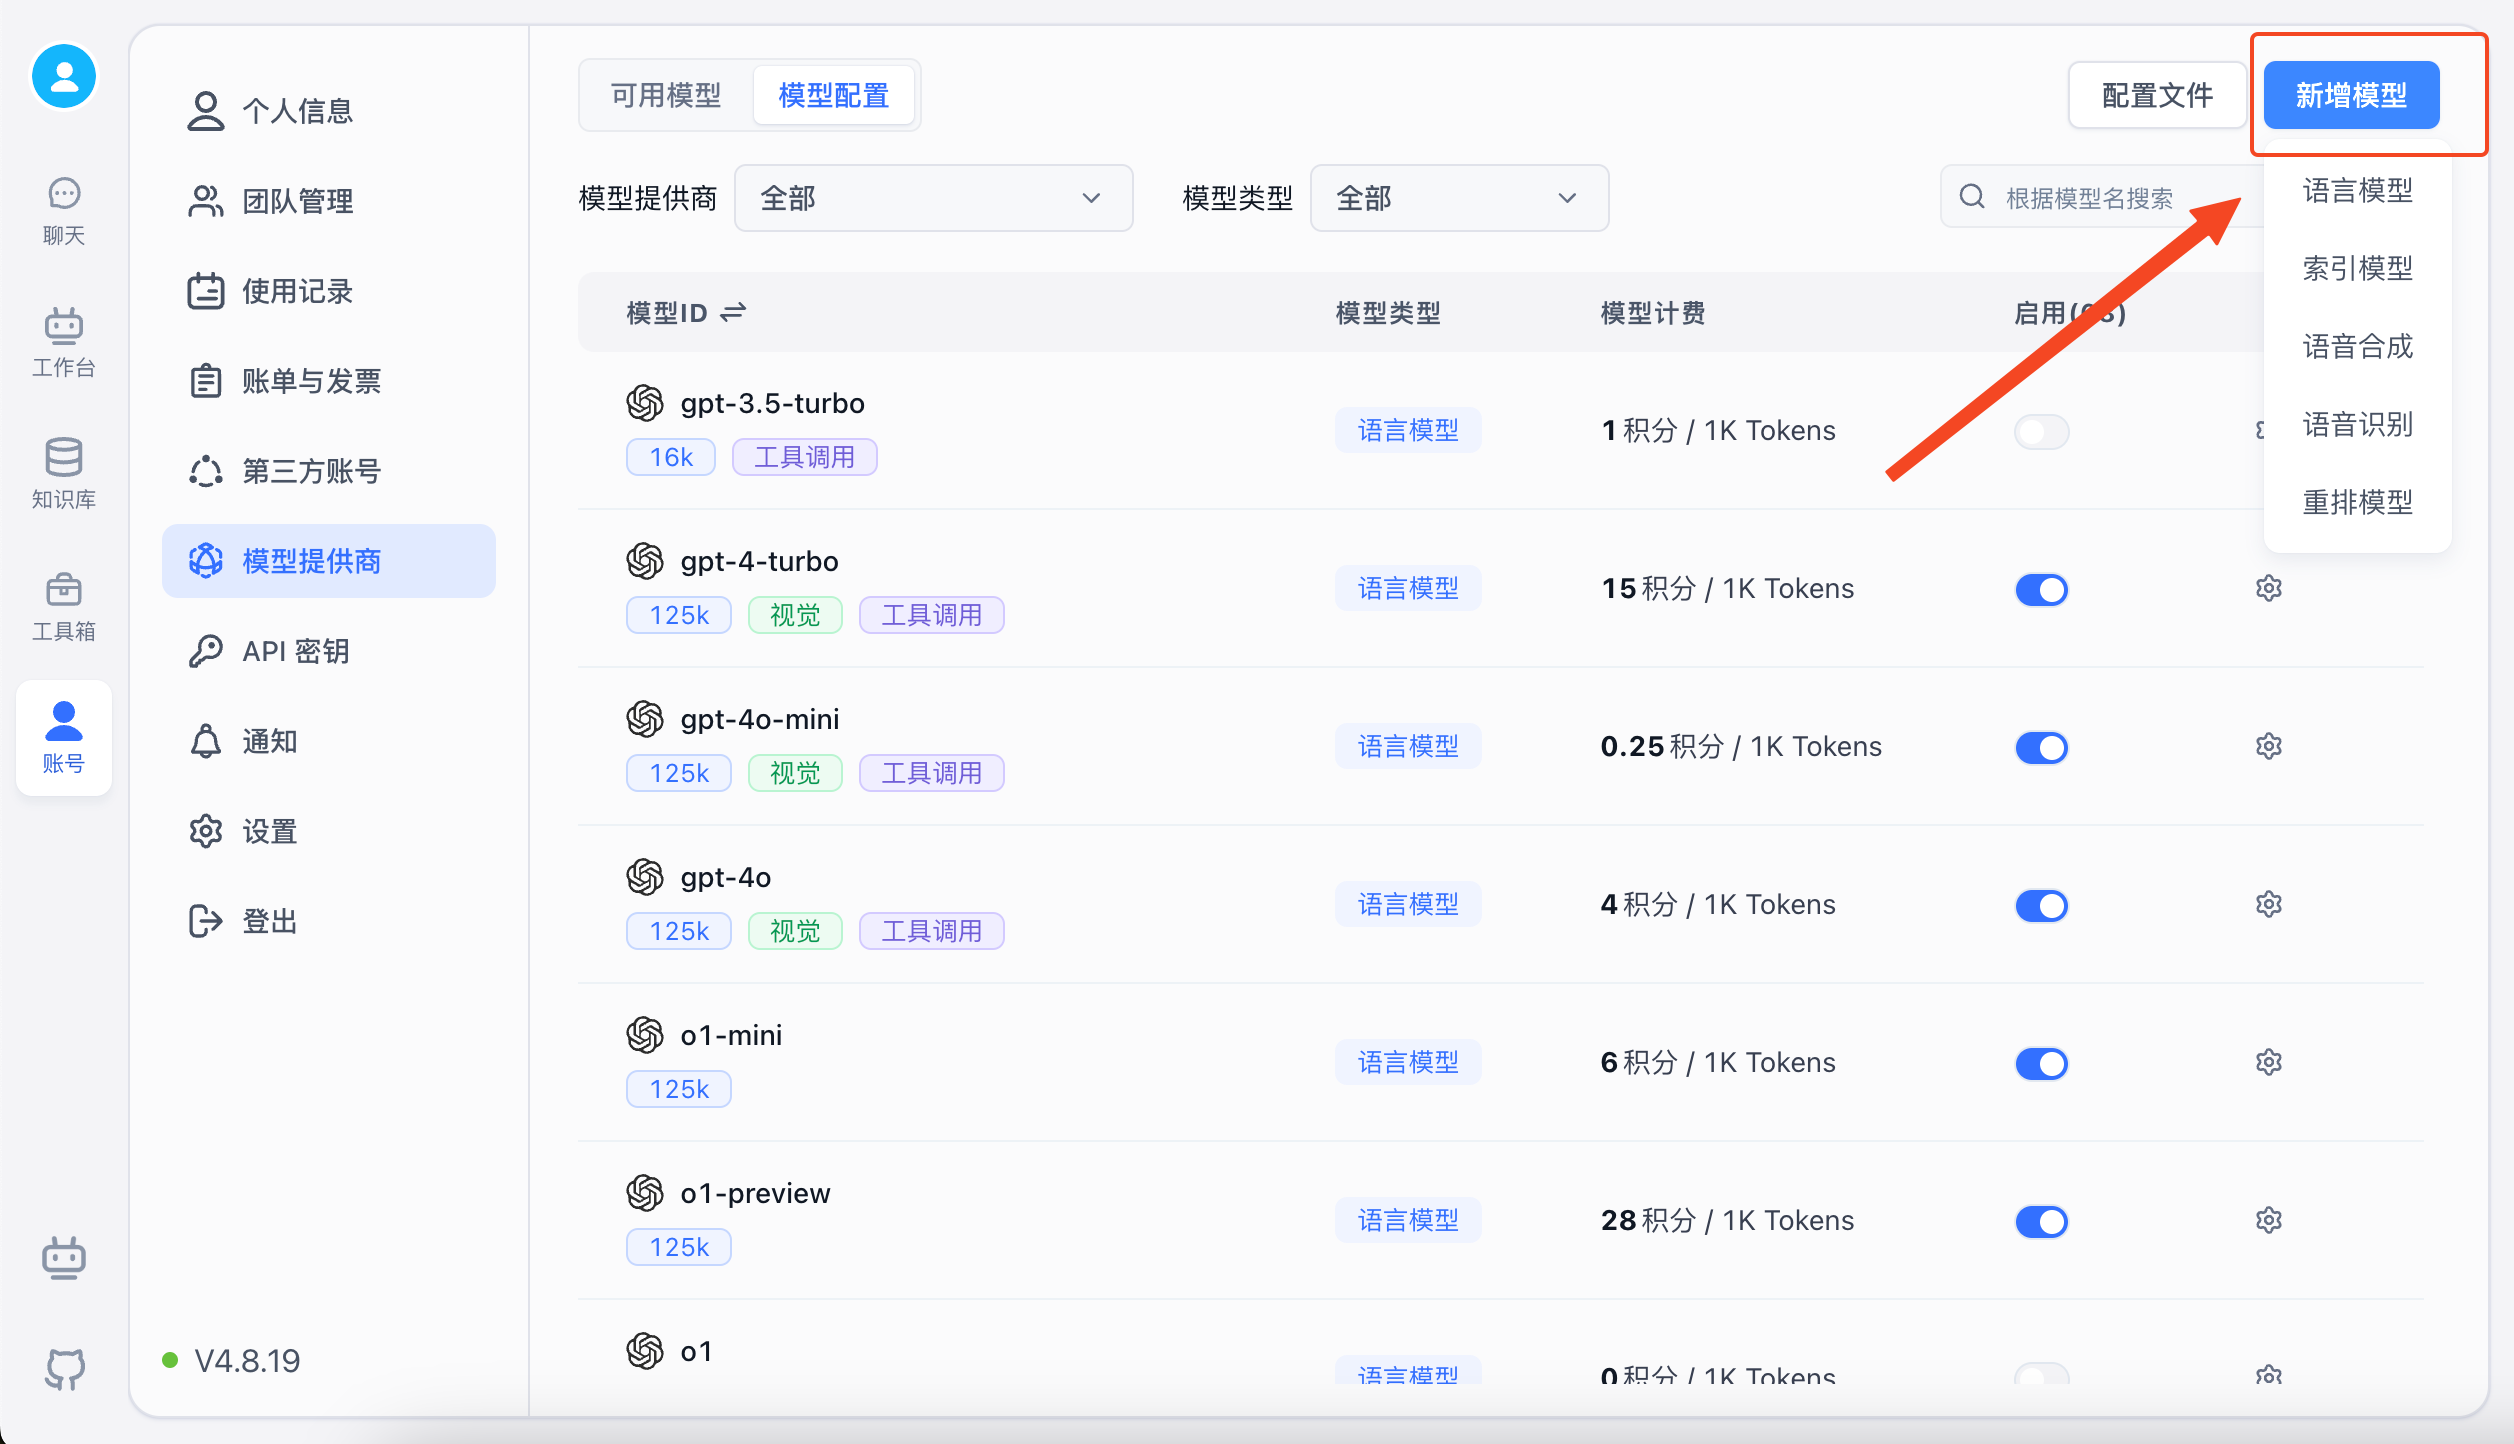 聊天
工作台
知识库
工具箱
账号
个人信息
团队管理
使用记录
账单与发票
第三方账号
模型提供商
API 密钥
通知
设置
登出
V4.8.19
可用模型 模型配置
配置文件 新增模型
模型提供商 全部 模型类型 全部 根据模型名搜索
语言模型
索引模型
语音合成
语音识别
重排模型
模型ID 模型类型 模型计费 启用
gpt-3.5-turbo
16k 工具调用
语言模型 1 积分 / 1K Tokens
gpt-4-turbo
125k 视觉 工具调用
语言模型 15 积分 / 1K Tokens
gpt-4o-mini
125k 视觉 工具调用
语言模型 0.25 积分 / 1K Tokens
gpt-4o
125k 视觉 工具调用
语言模型 4 积分 / 1K Tokens
o1-mini
125k
语言模型 6 积分 / 1K Tokens
o1-preview
125k
语言模型 28 积分 / 1K Tokens
o1
语言模型 0 积分 / 1K Tokens